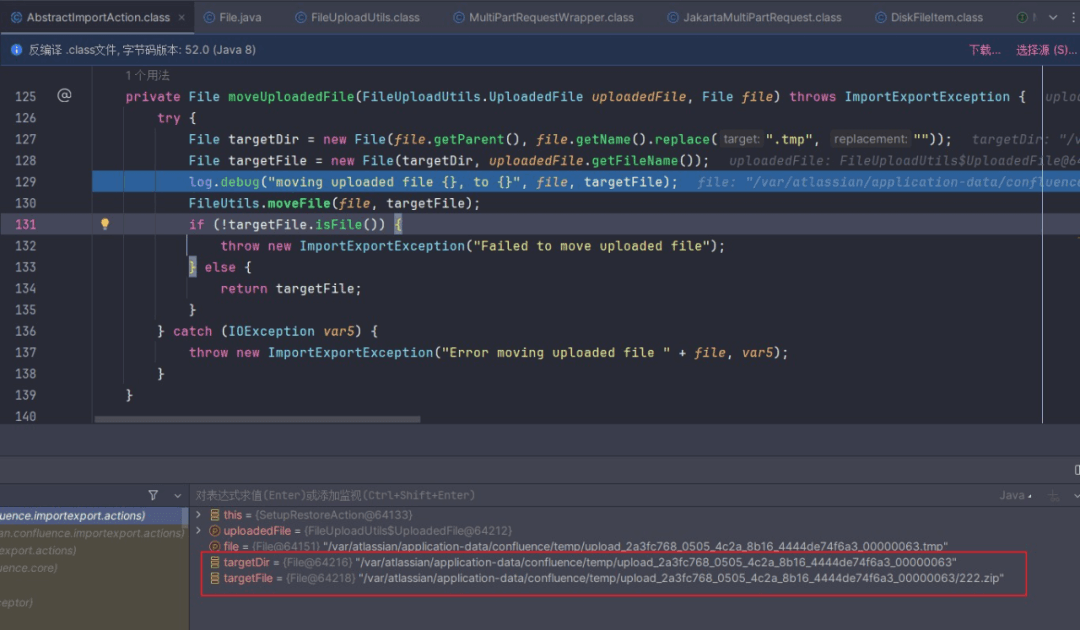 AbstractImportAction.class × File.java FileUploadUtils.class MultiPartRequestWrapper.class JakartaMultiPartRequest.class DiskFileItem.class
反编译 .class文件, 字节码版本: 52.0 (Java 8) 下载... 选择源 (S)...
1 个用法
125 @ private File moveUploadedFile(FileUploadUtils.UploadedFile uploadedFile, File file) throws ImportExportException {
126 try {
127 File targetDir = new File(file.getParent(), file.getName().replace( target: ".tmp", replacement: "")); targetDir: "/v
128 File targetFile = new File(targetDir, uploadedFile.getFileName()); uploadedFile: FileUploadUtils$UploadedFile@64
129 log.debug("moving uploaded file {}, to {}", file, targetFile); file: "/var/atlassian/application-data/confluence
130 FileUtils.moveFile(file, targetFile);
131 if (!targetFile.isFile()) {
132 throw new ImportExportException("Failed to move uploaded file");
133 } else {
134 return targetFile;
135 }
136 } catch (IOException var5) {
137 throw new ImportExportException("Error moving uploaded file " + file, var5);
138 }
139 }
140
对表达式求值(Enter)或添加监视(Ctrl+Shift+Enter) Java
uence.importexport.actions)
an.confluence.importexport.actions)
export.actions)
uence.core)
ceptor)
this = {SetupRestoreAction@64133}
uploadedFile = {FileUploadUtils$UploadedFile@64212}
file = {File@64151} "/var/atlassian/application-data/confluence/temp/upload_2a3fc768_0505_4c2a_8b16_4444de74f6a3_00000063.tmp"
targetDir = {File@64216} "/var/atlassian/application-data/confluence/temp/upload_2a3fc768_0505_4c2a_8b16_4444de74f6a3_00000063"
targetFile = {File@64218} "/var/atlassian/application-data/confluence/temp/upload_2a3fc768_0505_4c2a_8b16_4444de74f6a3_00000063/222.zip"